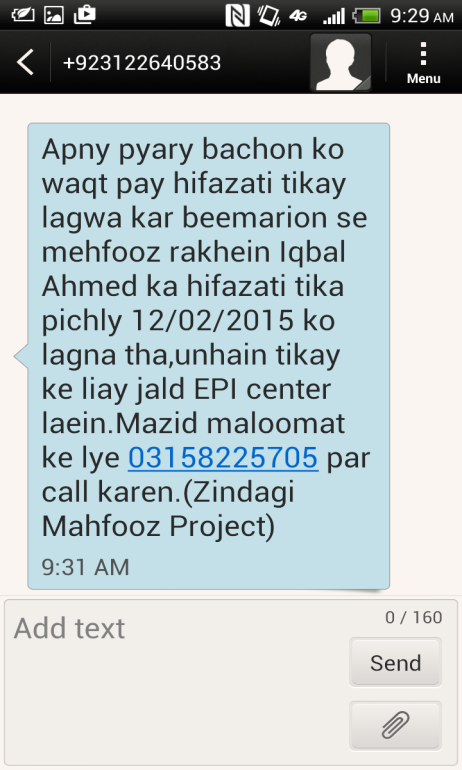 4G 9:29 AM
+923122640583
Menu
Apny pyary bachon ko
waqt pay hifazati tikay
lagwa kar beemarion se
mehfooz rakhein Iqbal
Ahmed ka hifazati tika
pichly 12/02/2015 ko
lagna tha,unhain tikay
ke liay jald EPI center
laein.Mazid maloomat
ke lye 03158225705 par
call karen.(Zindagi
Mahfooz Project)
9:31 AM
Add text
0 / 160
Send